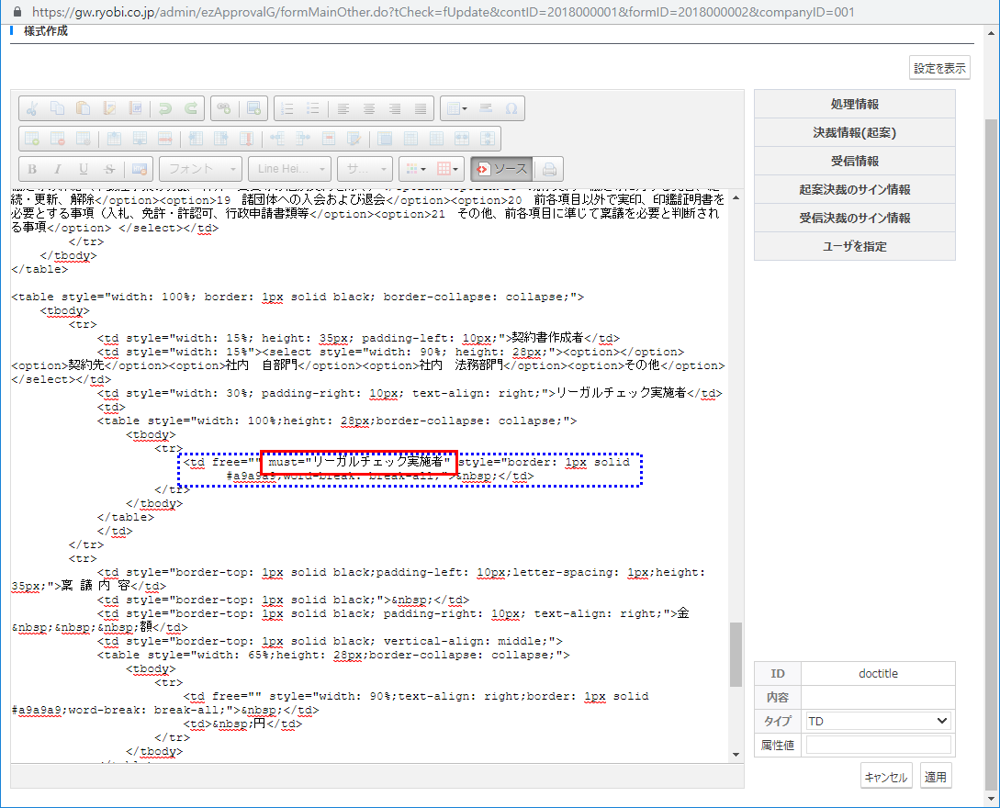 https://gw.ryobi.co.jp/admin/ezApprovalG/formMainOther.do?tCheck=fUpdate&contID=2018000001&formID=2018000002&companyID=001
様式作成
設定を表示
B I U S フォント Line Hei... サ... ソース
続・更新、解除</option><option>19　諸団体への入会および退会</option><option>20　前各項目以外で実印、印鑑証明書を
必要とする事項（入札、免許・許認可、行政申請書類等</option><option>21　その他、前各項目に準じて稟議を必要と判断され
る事項</option> </select></td>
</tr>
</tbody>
</table>
<table style="width: 100%; border: 1px solid black; border-collapse: collapse;">
<tbody>
<tr>
<td style="width: 15%; height: 35px; padding-left: 10px;">契約書作成者</td>
<td style="width: 15%"><select style="width: 90%; height: 28px;"><option></option>
<option>契約先</option><option>社内　自部門</option><option>社内　法務部門</option><option>その他</option>
</select></td>
<td style="width: 30%; padding-right: 10px; text-align: right;">リーガルチェック実施者</td>
<td>
<table style="width: 100%;height: 28px;border-collapse: collapse;">
<tbody>
<tr>
<td free="" must="リーガルチェック実施者" style="border: 1px solid
#a9a9a9;word-break: break-all;">&nbsp;</td>
</tr>
</tbody>
</table>
</td>
</tr>
<tr>
<td style="border-top: 1px solid black;padding-left: 10px;letter-spacing: 1px;height:
35px;">稟 議 内 容</td>
<td style="border-top: 1px solid black;">&nbsp;</td>
<td style="border-top: 1px solid black; padding-right: 10px; text-align: right;">金
&nbsp;&nbsp;&nbsp;額</td>
<td style="border-top: 1px solid black; vertical-align: middle;">
<table style="width: 65%;height: 28px;border-collapse: collapse;">
<tbody>
<tr>
<td free="" style="width: 90%;text-align: right;border: 1px solid
#a9a9a9;word-break: break-all;">&nbsp;</td>
<td>&nbsp;円</td>
</tr>
</tbody>
処理情報
決裁情報(起案)
受信情報
起案決裁のサイン情報
受信決裁のサイン情報
ユーザを指定
ID doctitle
内容
タイプ TD
属性値
キャンセル 適用